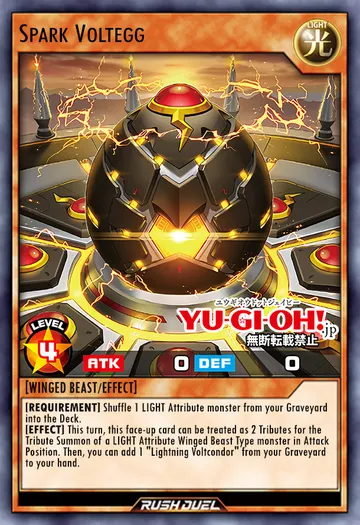 SPARK VOLTEGG
LIGHT
光
ユウギオウドットジェイピー
YU-GI-OH!.jp
無断転載禁止
LEVEL
4
ATK 0 DEF 0
[WINGED BEAST/EFFECT]
[REQUIREMENT] Shuffle 1 LIGHT Attribute monster from your Graveyard
into the Deck.
[EFFECT] This turn, this face-up card can be treated as 2 Tributes for the
Tribute Summon of a LIGHT Attribute Winged Beast Type monster in Attack
Position. Then, you can add 1 "Lightning Voltcondor" from your Graveyard
to your hand.
RUSH DUEL